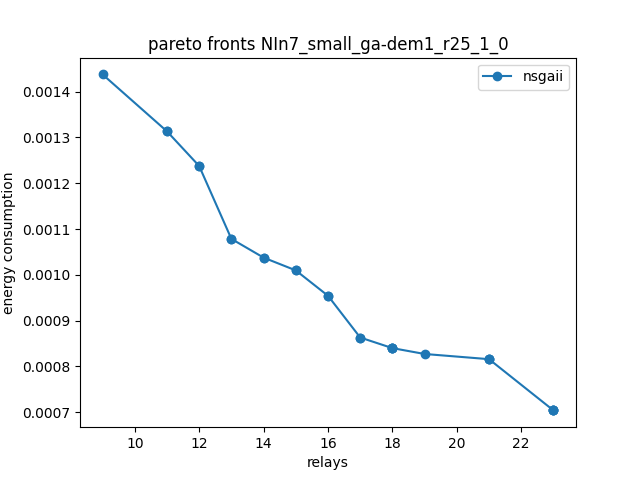 pareto fronts NIn7_small_ga-dem1_r25_1_0
nsgaii
0.0014
0.0013
0.0012
0.0011
0.0010
0.0009
0.0008
0.0007
energy consumption
10 12 14 16 18 20 22
relays